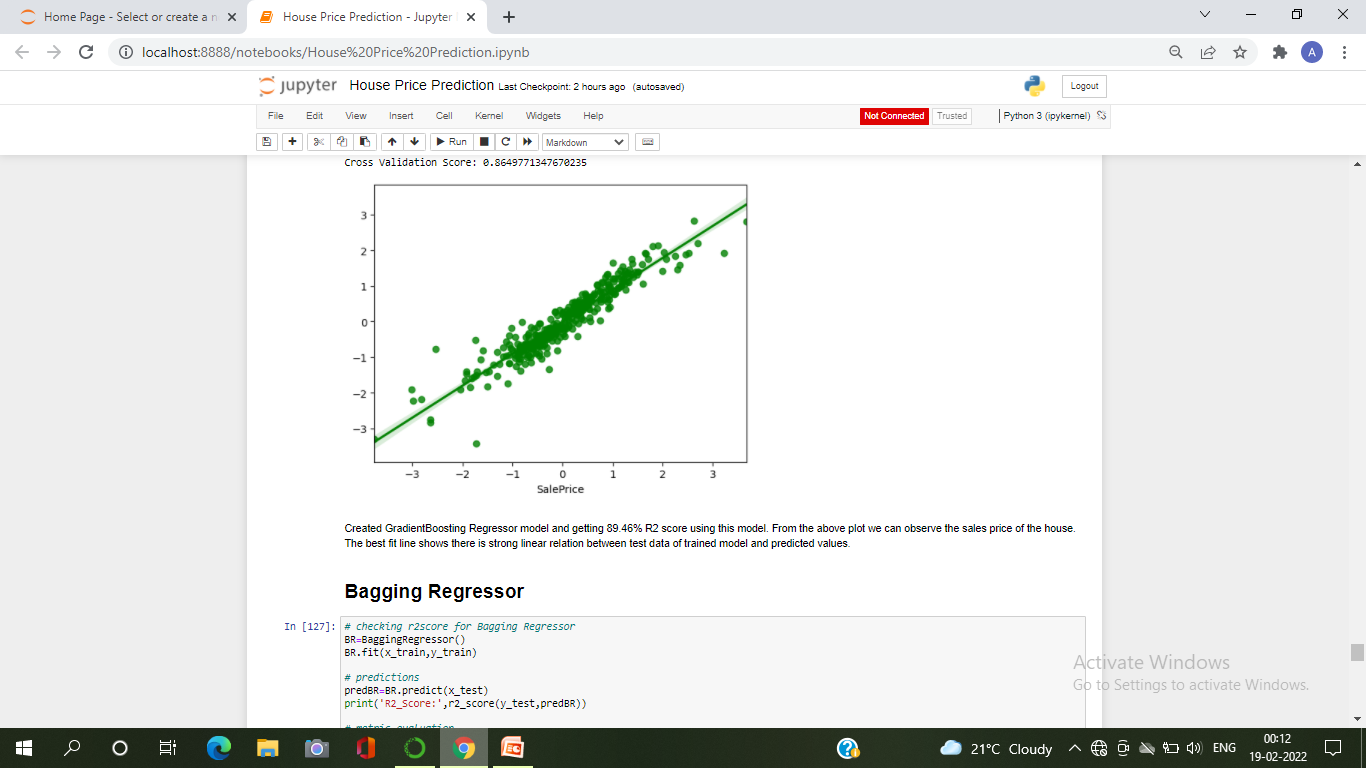 Home Page - Select or create a n
House Price Prediction - Jupyter
localhost:8888/notebooks/House%20Price%20Prediction.ipynb
A
jupyter House Price Prediction Last Checkpoint: 2 hours ago (autosaved)
Logout
File Edit View Insert Cell Kernel Widgets Help
Not Connected Trusted Python 3 (ipykernel)
Run Markdown
Cross Validation Score: 0.8649771347670235
3
2
1
0
−1
−2
−3
−3 −2 −1 0 1 2 3
SalePrice
Created GradientBoosting Regressor model and getting 89.46% R2 score using this model. From the above plot we can observe the sales price of the house.
The best fit line shows there is strong linear relation between test data of trained model and predicted values.
Bagging Regressor
In [127]: # checking r2score for Bagging Regressor
BR=BaggingRegressor()
BR.fit(x_train,y_train)
# predictions
predBR=BR.predict(x_test)
print('R2_Score:',r2_score(y_test,predBR))
# metric evaluation
Activate Windows
Go to Settings to activate Windows.
21°C Cloudy
ENG
00:12
19-02-2022